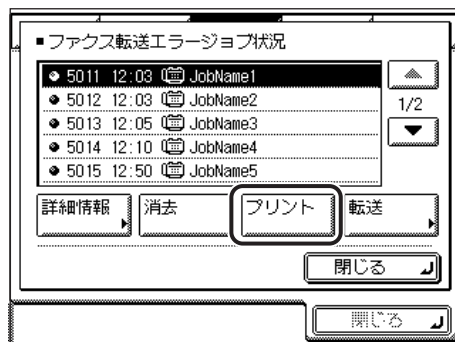 ■ファクス転送エラージョブ状況
5011 12:03 JobName1
5012 12:03 JobName2
5013 12:05 JobName3
5014 12:10 JobName4
5015 12:50 JobName5
1/2
詳細情報 消去 プリント 転送
閉じる
閉じる